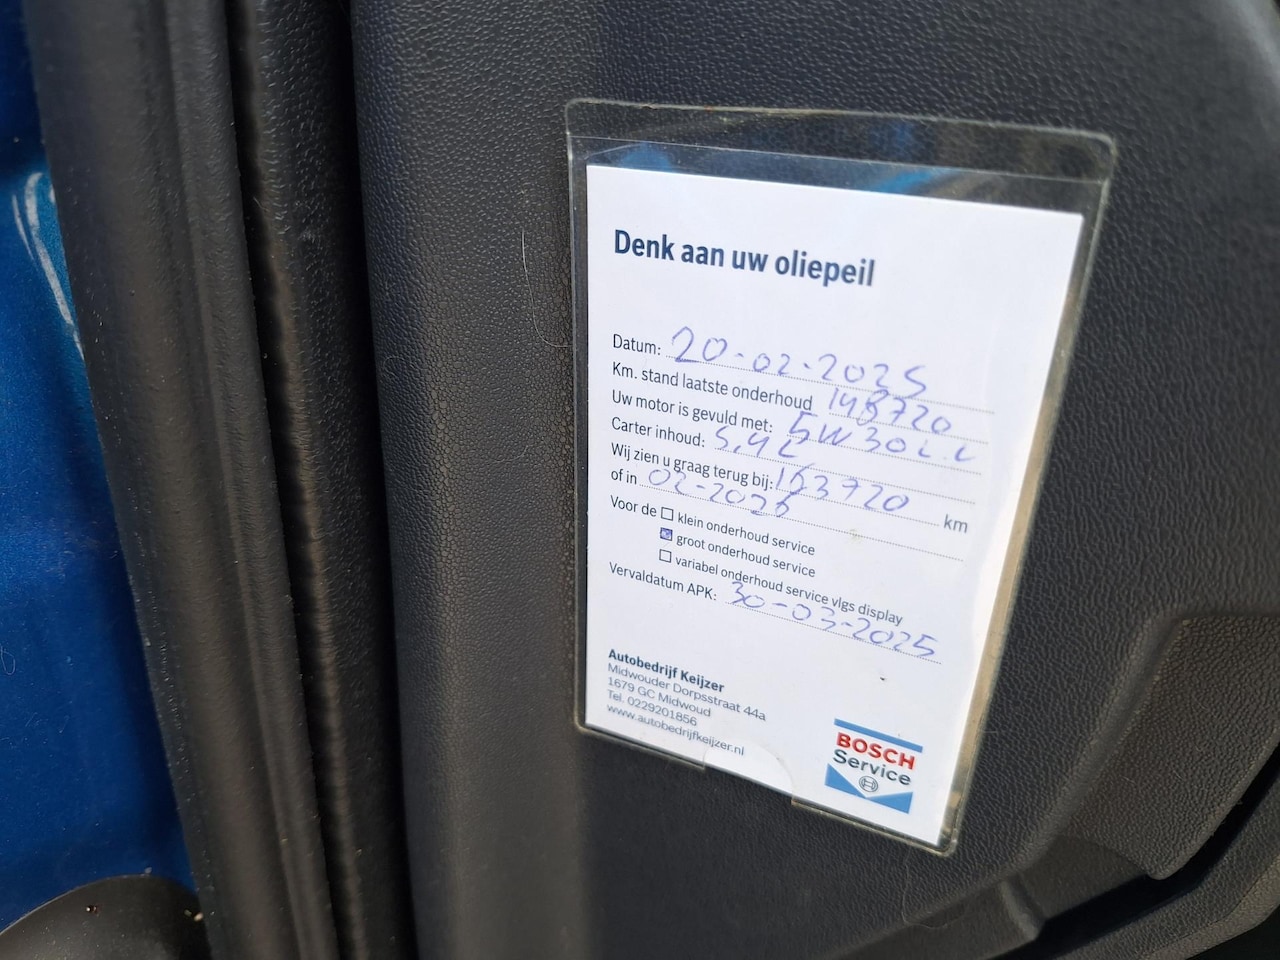 Denk aan uw oliepeil
Datum: 20-02-2025
Km. stand laatste onderhoud 148720
Uw motor is gevuld met: 5W30 L.L
Carter inhoud: 5,4L
Wij zien u graag terug bij: 163720 km
of in 02-2026
Voor de klein onderhoud service
groot onderhoud service
variabel onderhoud service vlgs display
Vervaldatum APK: 30-03-2025
Autobedrijf Keijzer
Midwouder Dorpsstraat 44a
1679 GC Midwoud
Tel. 0229201856
www.autobedrijfkeijzer.nl
BOSCH
Service